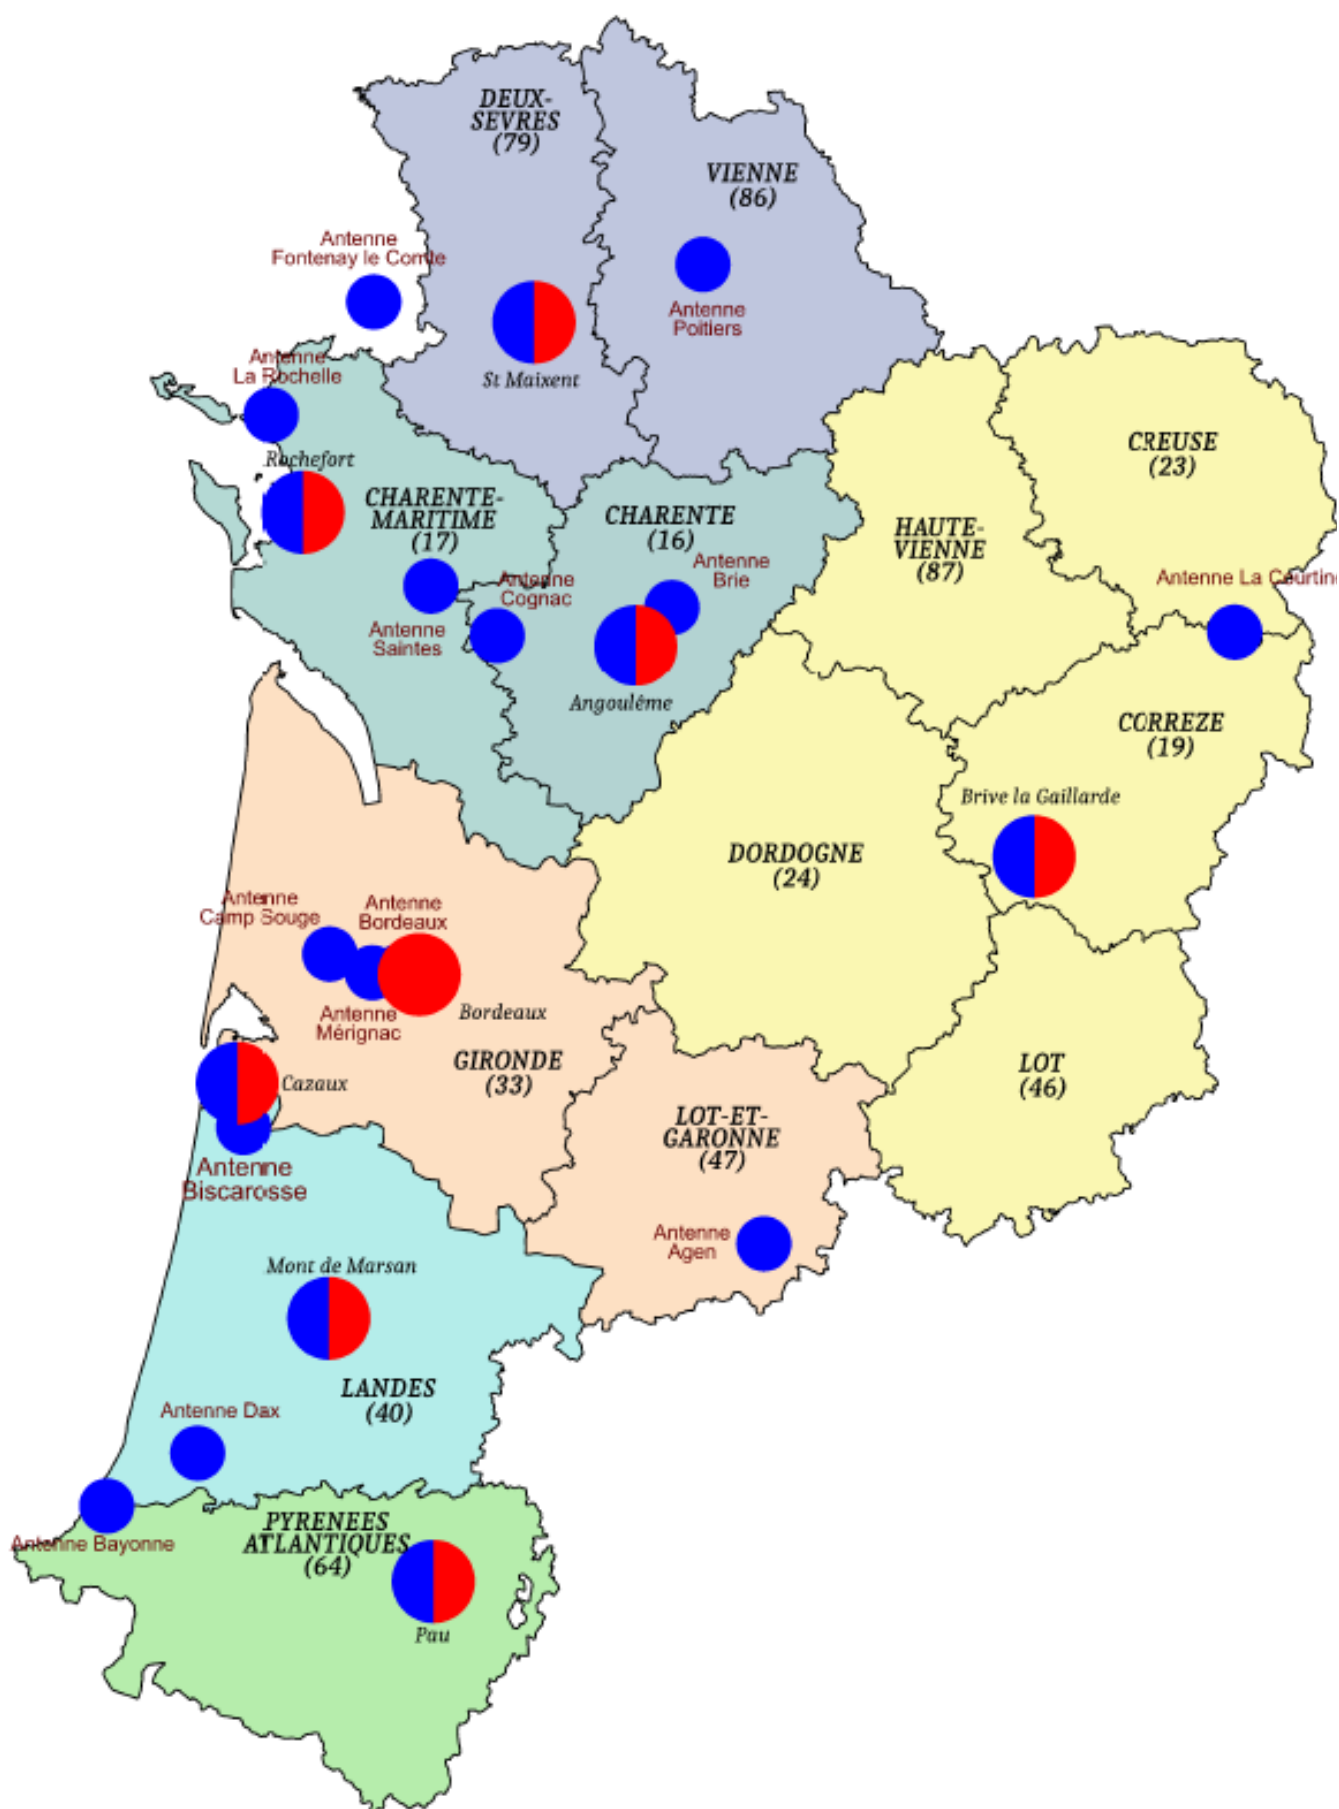 DEUX-
SEVRES
(79)
VIENNE
(86)
Antenne
Fontenay le Comte
Antenne
Poitiers
St Maixent
Antenne
La Rochelle
Rochefort
CHARENTE-
MARITIME
(17)
CHARENTE
(16)
Antenne
Brie
Antenne
Cognac
Antenne
Saintes
Angoulême
HAUTE-
VIENNE
(87)
CREUSE
(23)
Antenne La Courtine
CORREZE
(19)
Brive la Gaillarde
DORDOGNE
(24)
Antenne
Camp Souge
Antenne
Bordeaux
Antenne
Mérignac
Bordeaux
GIRONDE
(33)
Cazaux
Antenne
Biscarosse
LOT
(46)
LOT-ET-
GARONNE
(47)
Antenne
Agen
Mont de Marsan
LANDES
(40)
Antenne Dax
Antenne Bayonne
PYRENEES
ATLANTIQUES
(64)
Pau